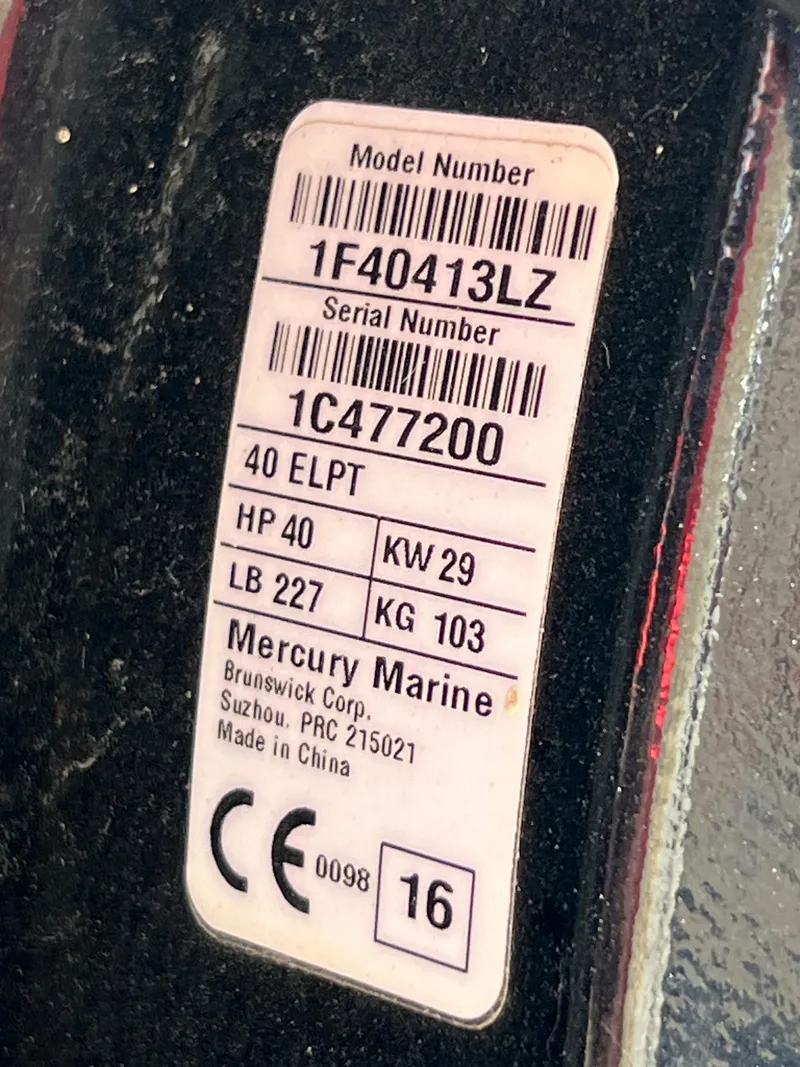 Model Number
1F40413LZ
Serial Number
1C477200
40 ELPT
HP 40 KW 29
LB 227 KG 103
Mercury Marine
Brunswick Corp.
Suzhou, PRC 215021
Made in China
CE 0098 16